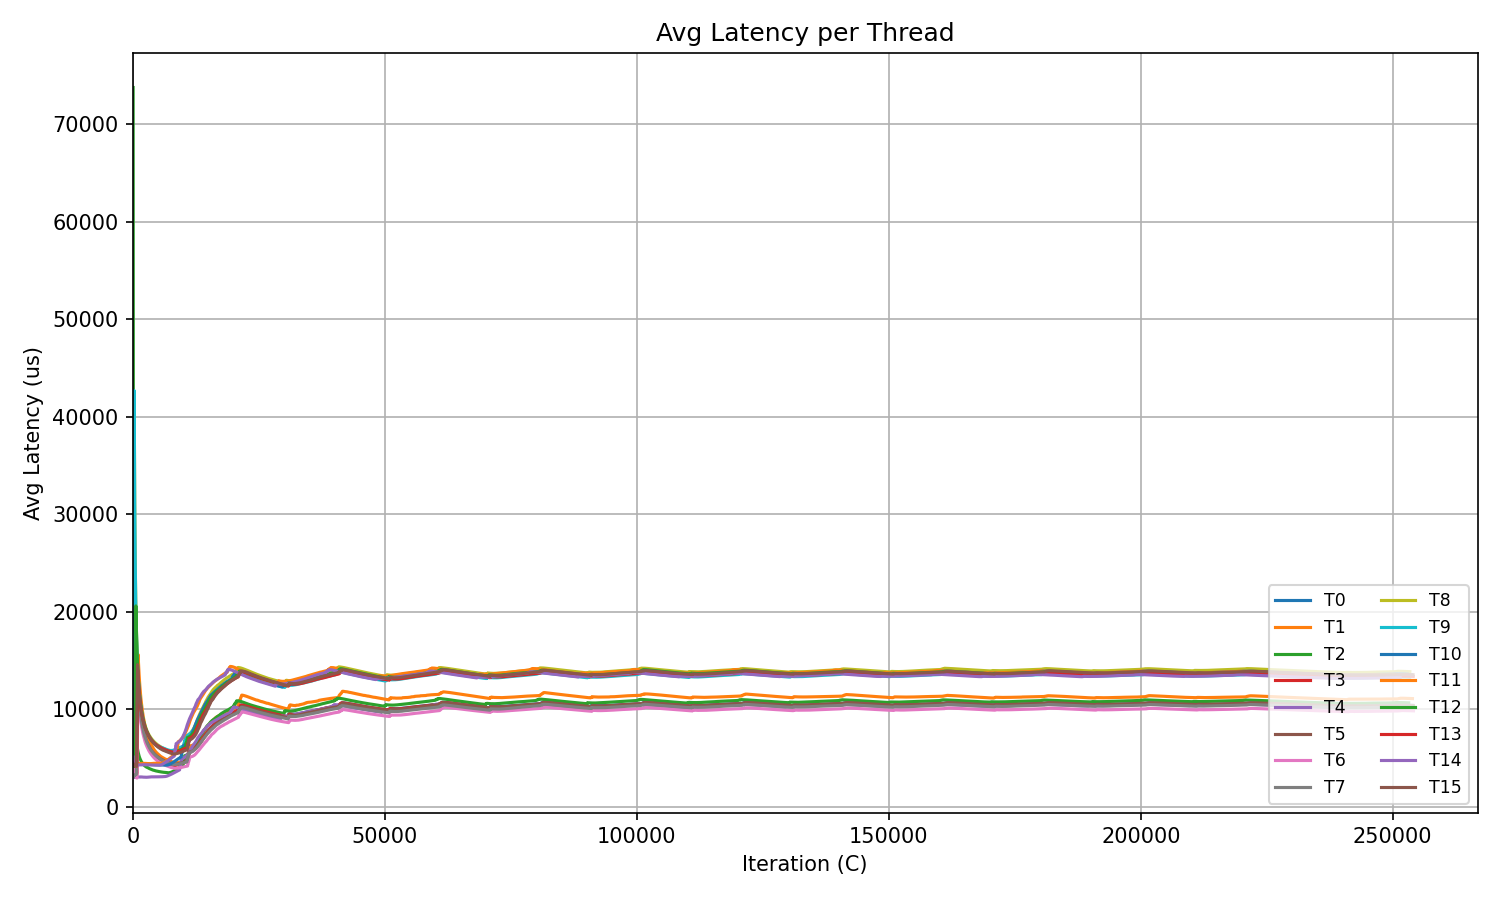 Avg Latency per Thread
Avg Latency (us)
70000
60000
50000
40000
30000
20000
10000
0
0 50000 100000 150000 200000 250000
Iteration (C)
T0 T8
T1 T9
T2 T10
T3 T11
T4 T12
T5 T13
T6 T14
T7 T15